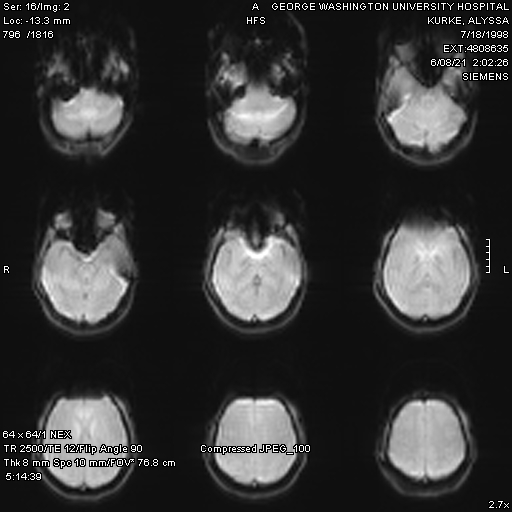 Ser: 16/Img: 2
Loc: -13.3 mm
796 /1816
A GEORGE WASHINGTON UNIVERSITY HOSPITAL
HFS KURKE, ALYSSA
7/18/1998
EXT:4808635
6/08/21 2:02:26
SIEMENS
R
L
64 x 64/1 NEX
TR 2500/TE 12/Flip Angle 90
Thk 8 mm Spc 10 mm/FOV" 76.8 cm
5:14:39
Compressed JPEG_100
2.7x